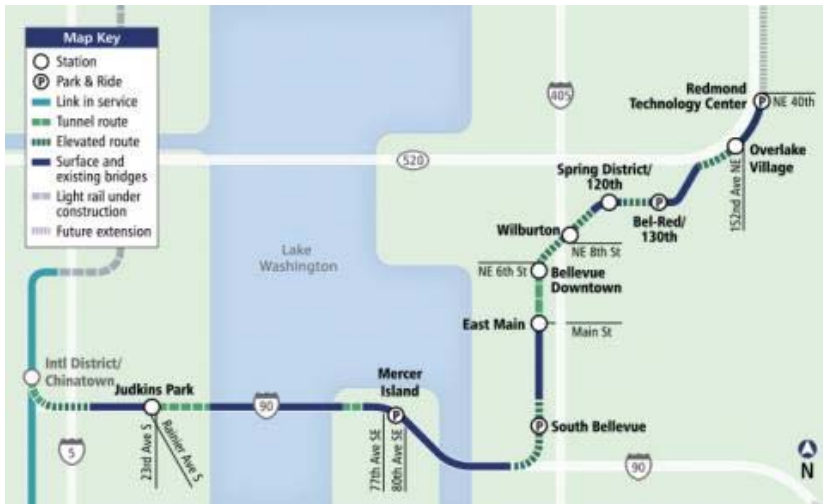 Map Key
Station
P
Park & Ride
Link in service
Tunnel route
Elevated route
Surface and
existing bridges
Light rail under
construction
Future extension
405
520
Redmond
Technology Center
P
NE 40th
Overlake
Village
152nd Ave NE
Spring District/
120th
P
Bel-Red/
130th
Wilburton
NE 8th St
NE 6th St
Bellevue
Downtown
Lake
Washington
East Main
Main St
Intl District/
Chinatown
Judkins Park
90
Mercer
Island
P
P
South Bellevue
23rd Ave S
Rainier Ave S
77th Ave SE
80th Ave SE
5
90
N